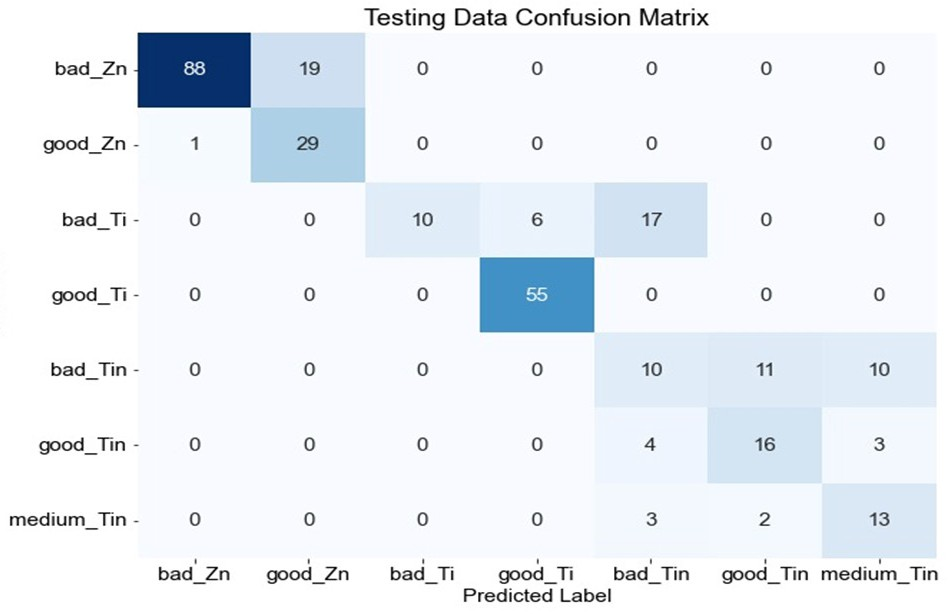 Testing Data Confusion Matrix
bad_Zn 88 19 0 0 0 0 0
good_Zn 1 29 0 0 0 0 0
bad_Ti 0 0 10 6 17 0 0
good_Ti 0 0 0 55 0 0 0
bad_Tin 0 0 0 0 10 11 10
good_Tin 0 0 0 0 4 16 3
medium_Tin 0 0 0 0 3 2 13
bad_Zn good_Zn bad_Ti good_Ti bad_Tin good_Tin medium_Tin
Predicted Label